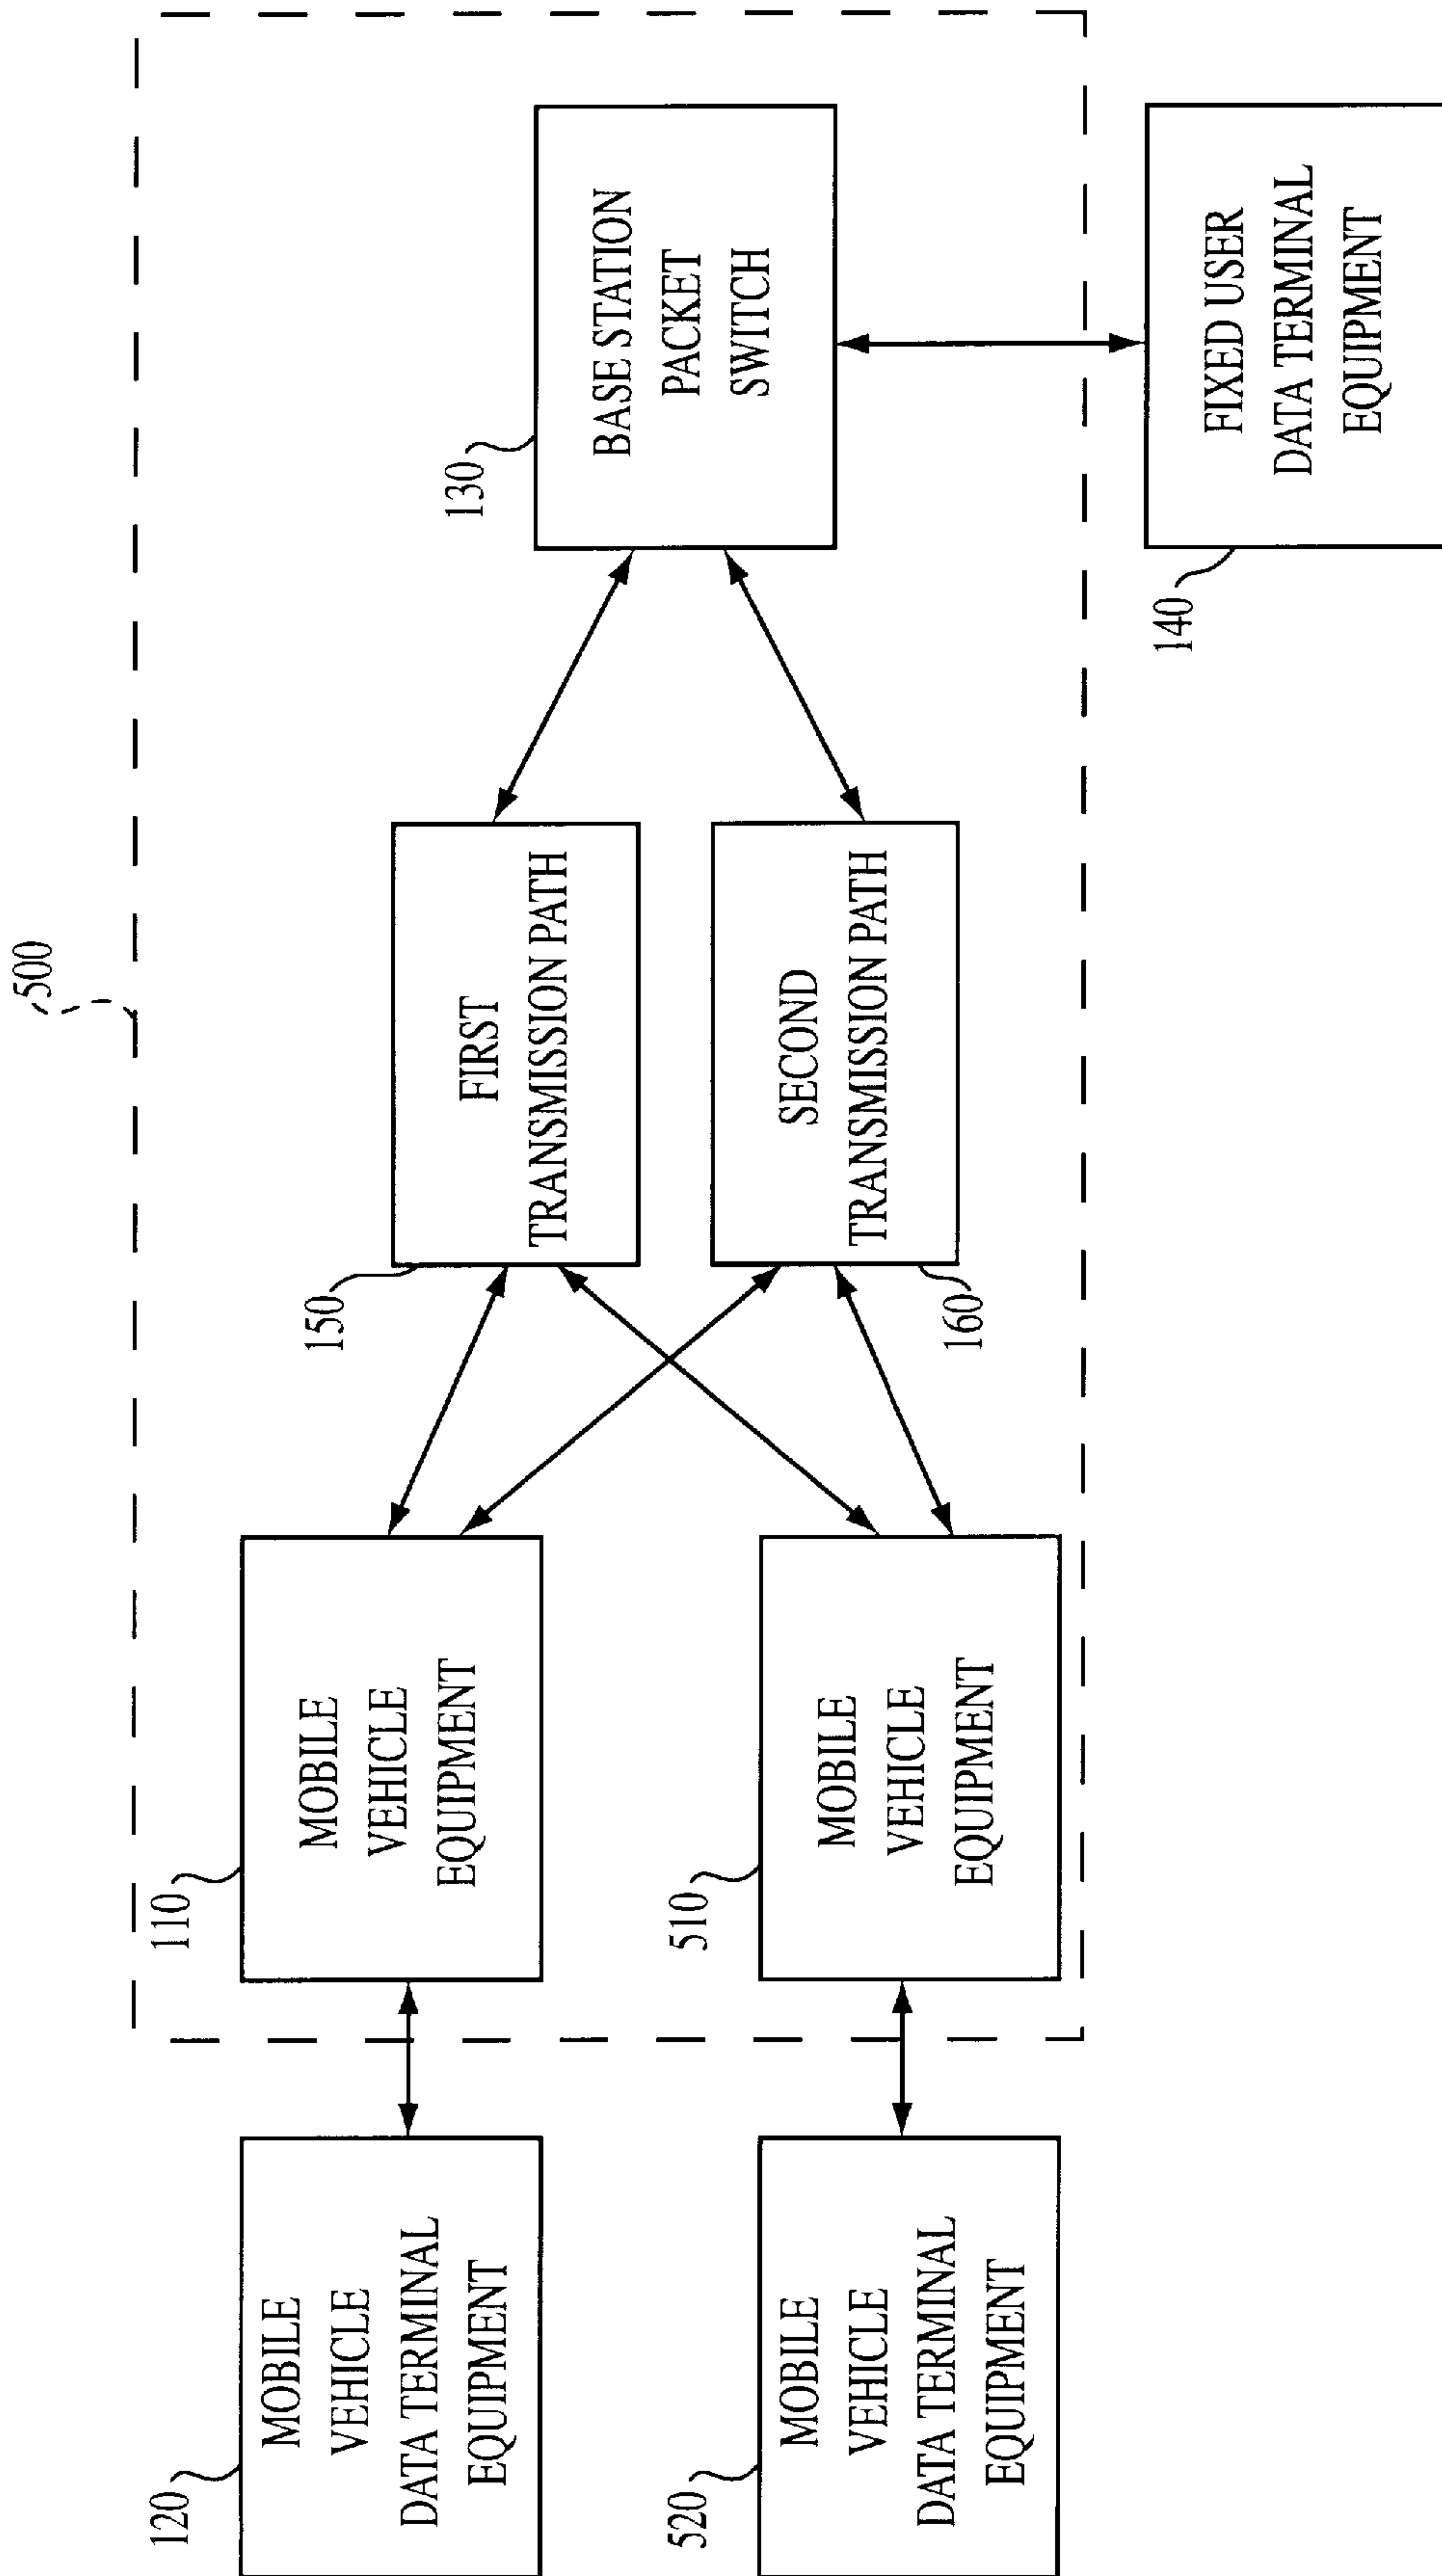 500
120
MOBILE
VEHICLE
DATA TERMINAL
EQUIPMENT
110
MOBILE
VEHICLE
EQUIPMENT
150
FIRST
TRANSMISSION PATH
130
BASE STATION
PACKET
SWITCH
520
MOBILE
VEHICLE
DATA TERMINAL
EQUIPMENT
510
MOBILE
VEHICLE
EQUIPMENT
160
SECOND
TRANSMISSION PATH
140
FIXED USER
DATA TERMINAL
EQUIPMENT